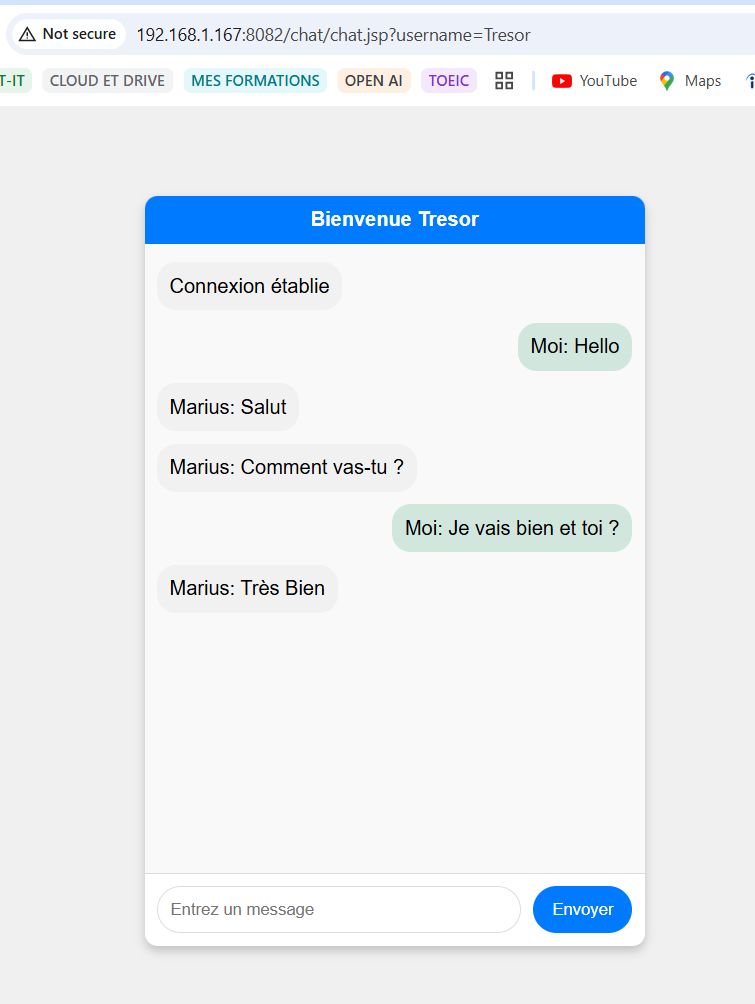 Not secure 192.168.1.167:8082/chat/chat.jsp?username=Tresor
T-IT CLOUD ET DRIVE MES FORMATIONS OPEN AI TOEIC YouTube Maps
Bienvenue Tresor
Connexion établie
Moi: Hello
Marius: Salut
Marius: Comment vas-tu ?
Moi: Je vais bien et toi ?
Marius: Très Bien
Entrez un message Envoyer